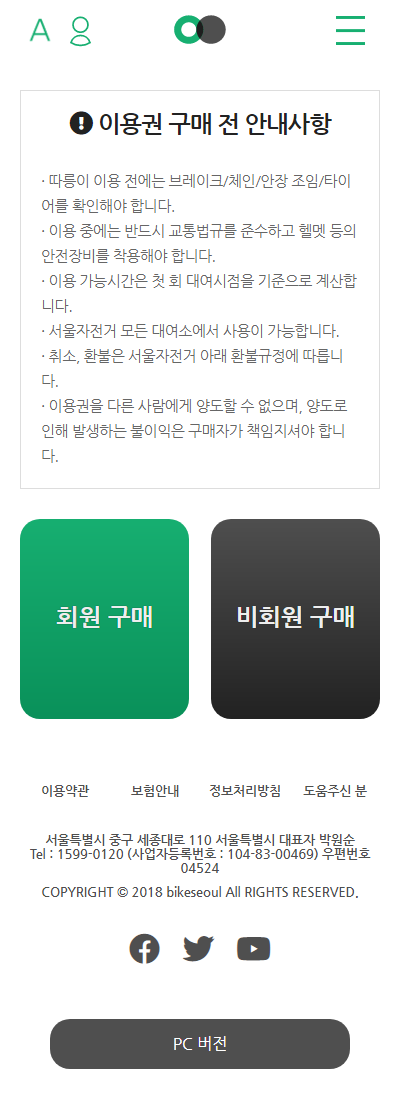 A
이용권 구매 전 안내사항
· 따릉이 이용 전에는 브레이크/체인/안장 조임/타이
어를 확인해야 합니다.
· 이용 중에는 반드시 교통법규를 준수하고 헬멧 등의
안전장비를 착용해야 합니다.
· 이용 가능시간은 첫 회 대여시점을 기준으로 계산합
니다.
· 서울자전거 모든 대여소에서 사용이 가능합니다.
· 취소, 환불은 서울자전거 아래 환불규정에 따릅니
다.
· 이용권을 다른 사람에게 양도할 수 없으며, 양도로
인해 발생하는 불이익은 구매자가 책임지셔야 합니
다.
회원 구매
비회원 구매
이용약관 보험안내 정보처리방침 도움주신 분
서울특별시 중구 세종대로 110 서울특별시 대표자 박원순
Tel : 1599-0120 (사업자등록번호 : 104-83-00469) 우편번호
04524
COPYRIGHT © 2018 bikeseoul All RIGHTS RESERVED.
PC 버전